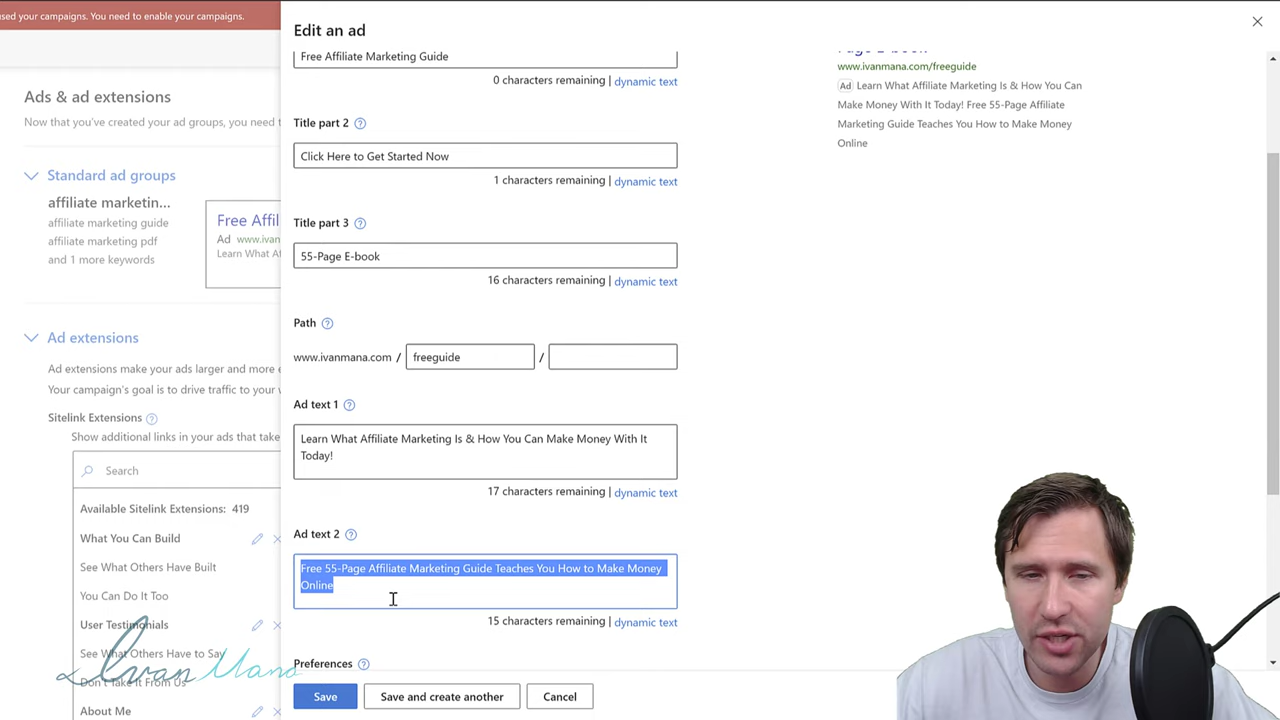 used your campaigns. You need to enable your campaigns.
Ads & ad extensions
Now that you've created your ad groups, you need t
Standard ad groups
affiliate marketin...
affiliate marketing guide
affiliate marketing pdf
and 1 more keywords
Free Affil
Ad www.ivan
Learn What Af
Ad extensions
Ad extensions make your ads larger and more e
Your campaign's goal is to drive traffic to your w
Sitelink Extensions
Show additional links in your ads that take
Search
Available Sitelink Extensions: 419
What You Can Build
See What Others Have Built
You Can Do It Too
User Testimonials
See What Others Have to Say
Don't Take It From Us
About Me
Ivan Mana
Edit an ad
Free Affiliate Marketing Guide
0 characters remaining | dynamic text
Title part 2
Click Here to Get Started Now
1 characters remaining | dynamic text
Title part 3
55-Page E-book
16 characters remaining | dynamic text
Path
www.ivanmana.com / freeguide /
Ad text 1
Learn What Affiliate Marketing Is & How You Can Make Money With It
Today!
17 characters remaining | dynamic text
Ad text 2
Free 55-Page Affiliate Marketing Guide Teaches You How to Make Money
Online
15 characters remaining | dynamic text
Preferences
Save
Save and create another
Cancel
Page E-book
www.ivanmana.com/freeguide
Ad Learn What Affiliate Marketing Is & How You Can
Make Money With It Today! Free 55-Page Affiliate
Marketing Guide Teaches You How to Make Money
Online